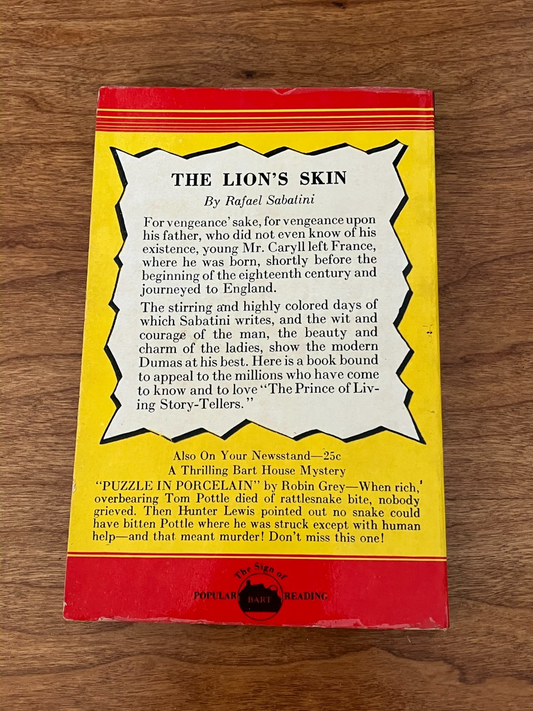 THE LION'S SKIN
By Rafael Sabatini
For vengeance' sake, for vengeance upon
his father, who did not even know of his
existence, young Mr. Caryll left France,
where he was born, shortly before the
beginning of the eighteenth century and
journeyed to England.
The stirring and highly colored days of
which Sabatini writes, and the wit and
courage of the man, the beauty and
charm of the ladies, show the modern
Dumas at his best. Here is a book bound
to appeal to the millions who have come
to know and to love "The Prince of Liv-
ing Story-Tellers."
Also On Your Newsstand—25c
A Thrilling Bart House Mystery
"PUZZLE IN PORCELAIN" by Robin Grey—When rich,
overbearing Tom Pottle died of rattlesnake bite, nobody
grieved. Then Hunter Lewis pointed out no snake could
have bitten Pottle where he was struck except with human
help—and that meant murder! Don't miss this one!
The Sign of
POPULAR BART READING